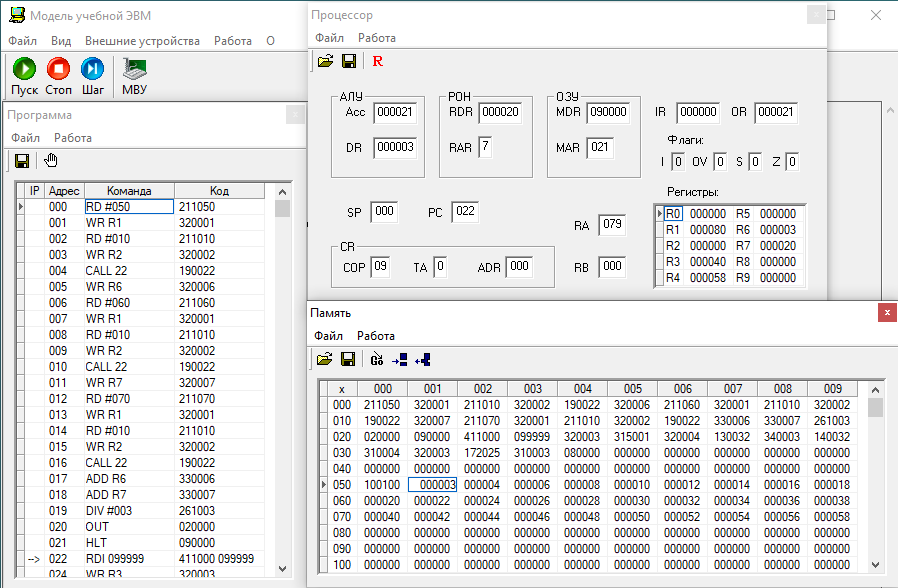 Модель учебной ЭВМ
Файл Вид Внешние устройства Работа О
Пуск Стоп Шаг МВУ
Программа
Файл Работа
IP Адрес Команда Код
000 RD #050 211050
001 WR R1 320001
002 RD #010 211010
003 WR R2 320002
004 CALL 22 190022
005 WR R6 320006
006 RD #060 211060
007 WR R1 320001
008 RD #010 211010
009 WR R2 320002
010 CALL 22 190022
011 WR R7 320007
012 RD #070 211070
013 WR R1 320001
014 RD #010 211010
015 WR R2 320002
016 CALL 22 190022
017 ADD R6 330006
018 ADD R7 330007
019 DIV #003 261003
020 OUT 020000
021 HLT 090000
--> 022 RDI 099999 411000 099999
024 WR R3 320003
Процессор
Файл Работа
R
АЛУ РОН ОЗУ
Acc 000021 RDR 000020 MDR 090000 IR 000000 OR 000021
DR 000003 RAR 7 MAR 021
Флаги:
I 0 OV 0 S 0 Z 0
SP 000 PC 022 RA 079
CR
COP 09 TA 0 ADR 000 RB 000
Регистры:
R0 000000 R5 000000
R1 000080 R6 000003
R2 000000 R7 000020
R3 000040 R8 000000
R4 000058 R9 000000
Память
Файл Работа
GO
x 000 001 002 003 004 005 006 007 008 009
000 211050 320001 211010 320002 190022 320006 211060 320001 211010 320002
010 190022 320007 211070 320001 211010 320002 190022 330006 330007 261003
020 020000 090000 411000 099999 320003 315001 320004 130032 340003 140032
030 310004 320003 172025 310003 080000 000000 000000 000000 000000 000000
040 000000 000000 000000 000000 000000 000000 000000 000000 000000 000000
050 100100 000003 000004 000006 000008 000010 000012 000014 000016 000018
060 000020 000022 000024 000026 000028 000030 000032 000034 000036 000038
070 000040 000042 000044 000046 000048 000050 000052 000054 000056 000058
080 000000 000000 000000 000000 000000 000000 000000 000000 000000 000000
090 000000 000000 000000 000000 000000 000000 000000 000000 000000 000000
100 000000 000000 000000 000000 000000 000000 000000 000000 000000 000000